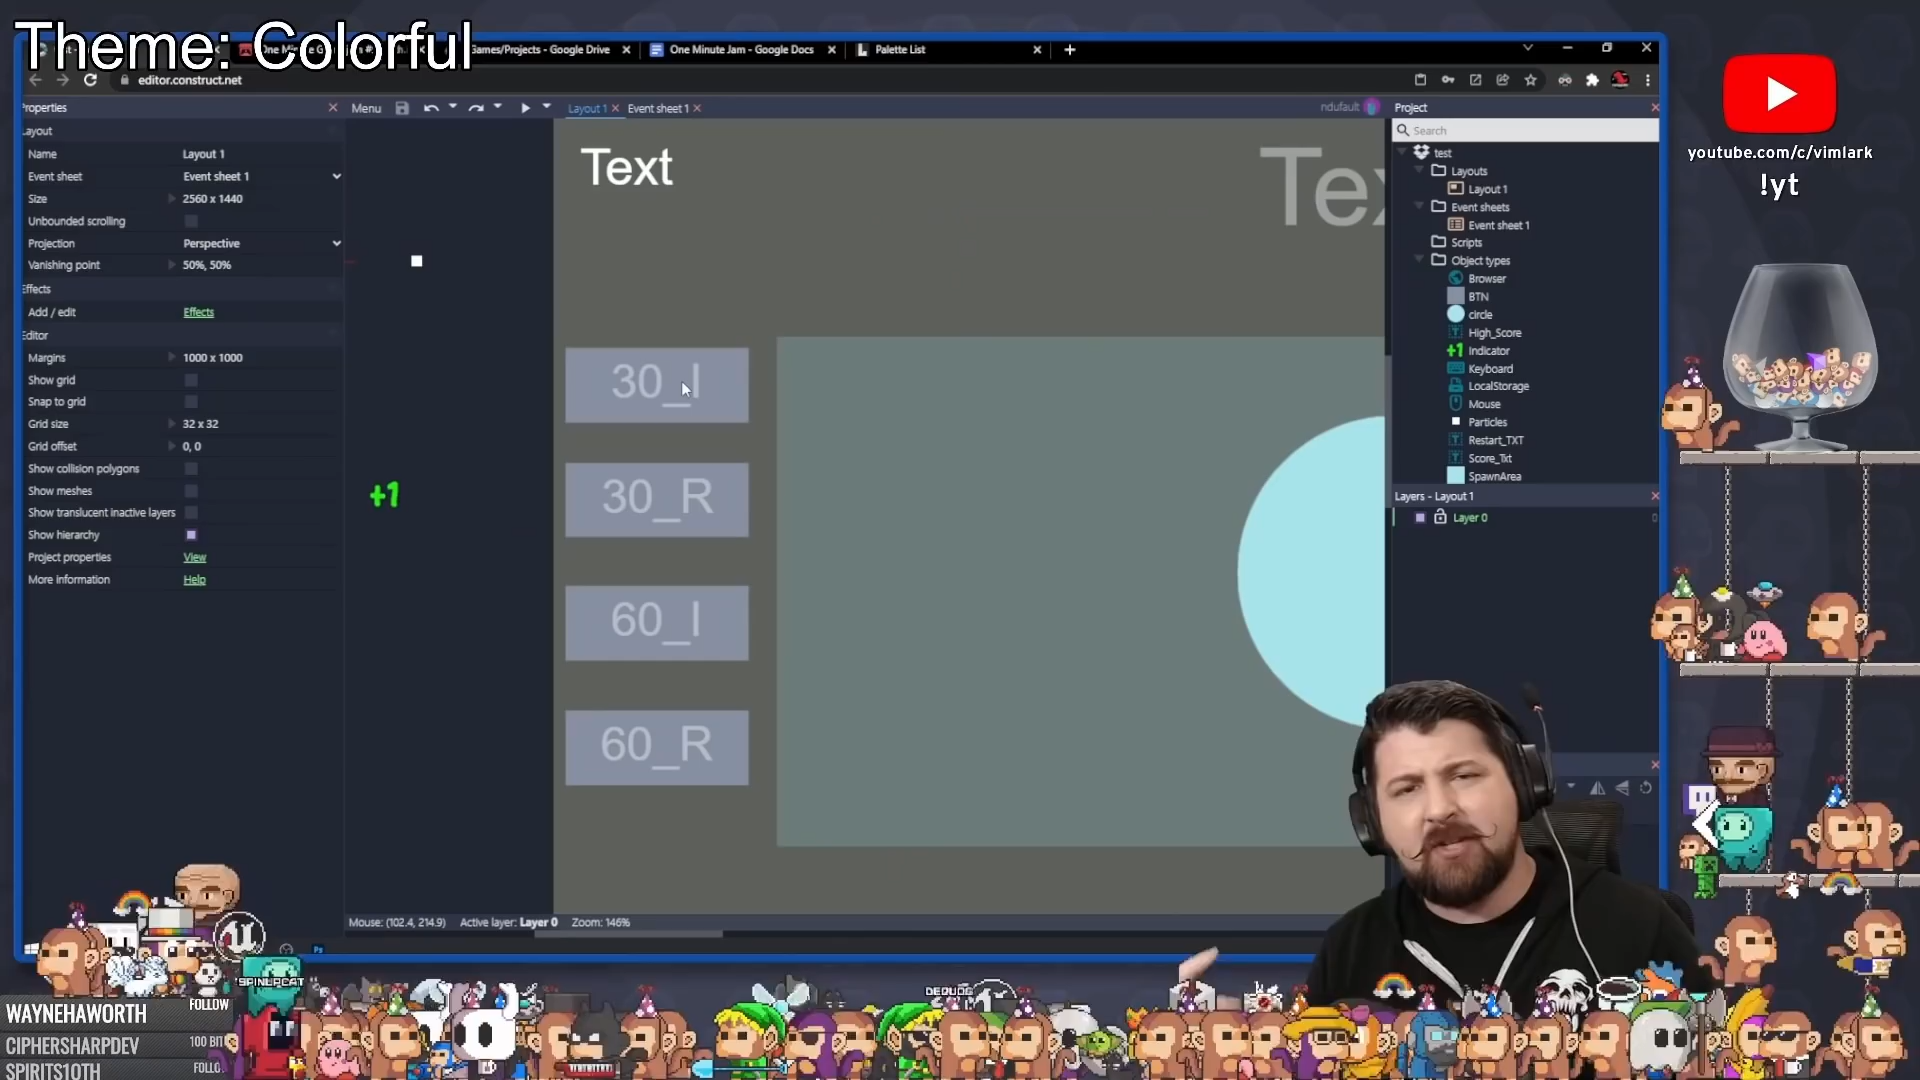 Theme: Colorful
Games/Projects - Google Drive
One Minute Jam - Google Docs
Palette List
editor.construct.net
Properties
Menu
Layout 1
Event sheet 1
ndufault
Project
Layout
Name
Layout 1
Event sheet
Event sheet 1
Size
2560 x 1440
Unbounded scrolling
Projection
Perspective
Vanishing point
50%, 50%
Effects
Add / edit
Effects
Editor
Margins
1000 x 1000
Show grid
Snap to grid
Grid size
32 x 32
Grid offset
0, 0
Show collision polygons
Show meshes
Show translucent inactive layers
Show hierarchy
Project properties
View
More information
Help
+1
Text
Tex
30_I
30_R
60_I
60_R
Mouse: (102.4, 214.9)
Active layer: Layer 0
Zoom: 146%
Search
test
Layouts
Layout 1
Event sheets
Event sheet 1
Scripts
Object types
Browser
BTN
circle
High_Score
+1 Indicator
Keyboard
LocalStorage
Mouse
Particles
Restart_TXT
Score_Txt
SpawnArea
Layers - Layout 1
Layer 0
0
youtube.com/c/vimlark
!yt
WAYNEHAWORTH
FOLLOW
CIPHERSHARPDEV
100 BIT
SPIRITS10TH
FOLLO